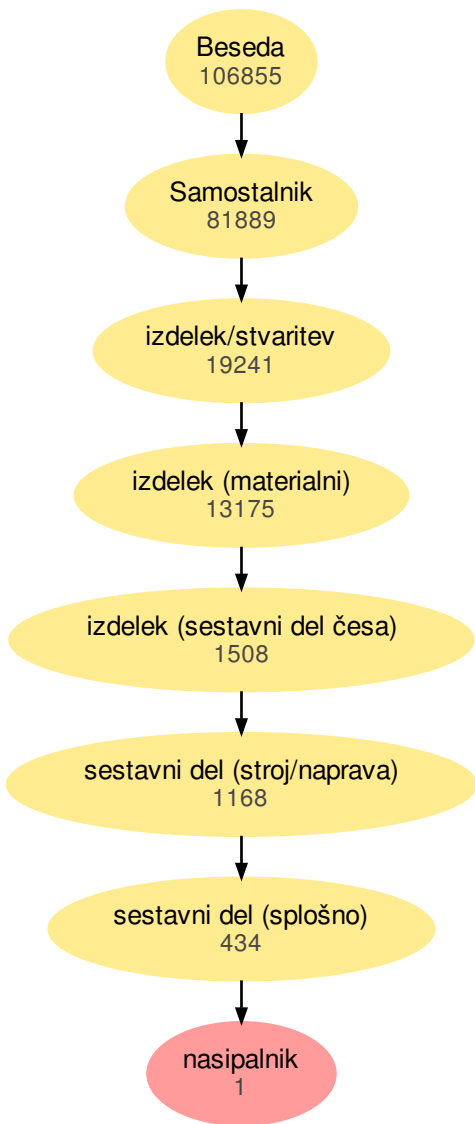 Beseda
106855
Samostalnik
81889
izdelek/stvaritev
19241
izdelek (materialni)
13175
izdelek (sestavni del česa)
1508
sestavni del (stroj/naprava)
1168
sestavni del (splošno)
434
nasipalnik
1